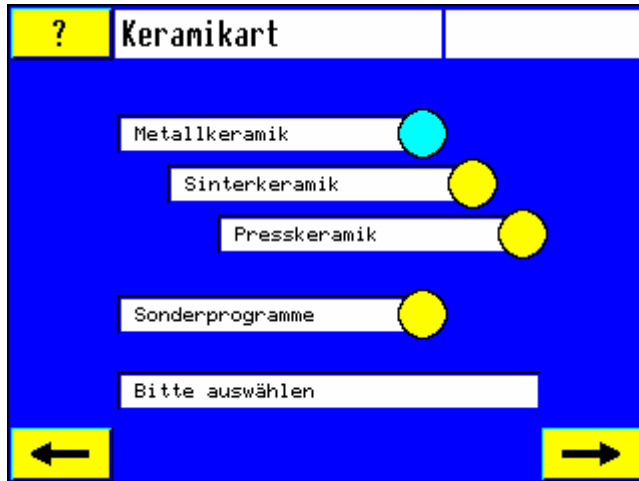 ?
Keramikart
Metallkeramik
Sinterkeramik
Presskeramik
Sonderprogramme
Bitte auswählen